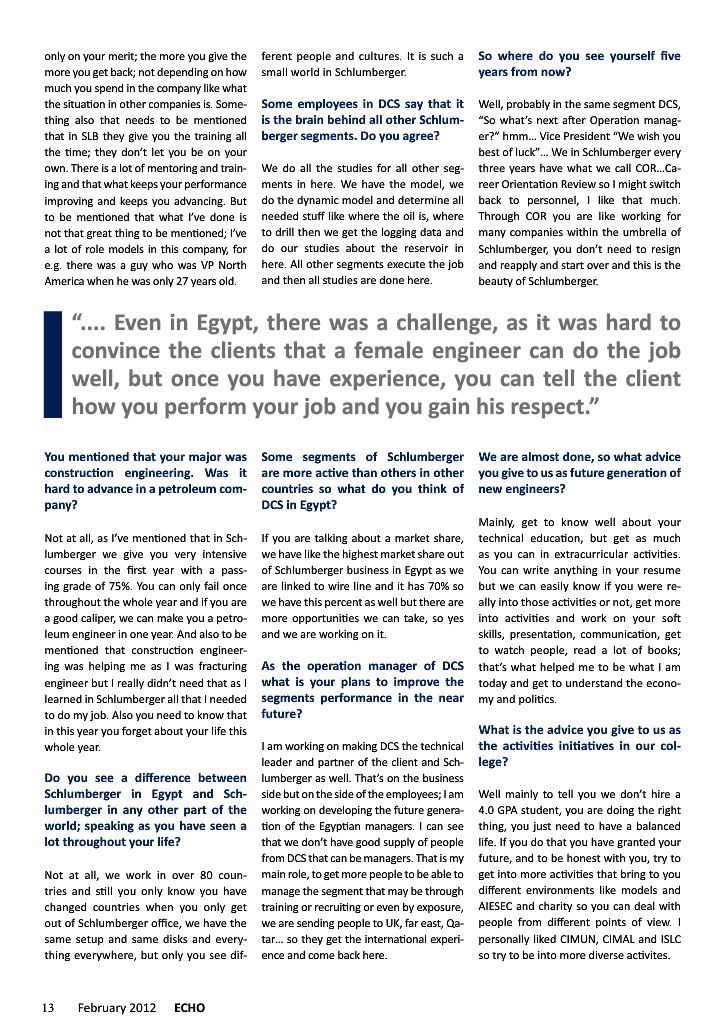 only on your merit; the more you give the
more you get back; not depending on how
much you spend in the company like what
the situation in other companies is. Some-
thing also that needs to be mentioned
that in SLB they give you the training all
the time; they don't let you be on your
own. There is a lot of mentoring and train-
ing and that what keeps your performance
improving and keeps you advancing. But
to be mentioned that what I've done is
not that great thing to be mentioned; I've
a lot of role models in this company, for
e.g. there was a guy who was VP North
America when he was only 27 years old.
ferent people and cultures. It is such a
small world in Schlumberger.
Some employees in DCS say that it
is the brain behind all other Schlum-
berger segments. Do you agree?
We do all the studies for all other seg-
ments in here. We have the model, we
do the dynamic model and determine all
needed stuff like where the oil is, where
to drill then we get the logging data and
do our studies about the reservoir in
here. All other segments execute the job
and then all studies are done here.
So where do you see yourself five
years from now?
Well, probably in the same segment DCS,
"So what's next after Operation manag-
er?" hmm... Vice President "We wish you
best of luck"... We in Schlumberger every
three years have what we call COR...Ca-
reer Orientation Review so I might switch
back to personnel, I like that much.
Through COR you are like working for
many companies within the umbrella of
Schlumberger, you don't need to resign
and reapply and start over and this is the
beauty of Schlumberger.
".... Even in Egypt, there was a challenge, as it was hard to
convince the clients that a female engineer can do the job
well, but once you have experience, you can tell the client
how you perform your job and you gain his respect."
You mentioned that your major was
construction engineering. Was it
hard to advance in a petroleum com-
pany?
Not at all, as I've mentioned that in Sch-
lumberger we give you very intensive
courses in the first year with a pass-
ing grade of 75%. You can only fail once
throughout the whole year and if you are
a good caliper, we can make you a petro-
leum engineer in one year. And also to be
mentioned that construction engineer-
ing was helping me as I was fracturing
engineer but I really didn't need that as I
learned in Schlumberger all that I needed
to do my job. Also you need to know that
in this year you forget about your life this
whole year.
Do you see a difference between
Schlumberger in Egypt and Sch-
lumberger in any other part of the
world; speaking as you have seen a
lot throughout your life?
Not at all, we work in over 80 coun-
tries and still you only know you have
changed countries when you only get
out of Schlumberger office, we have the
same setup and same disks and every-
thing everywhere, but only you see dif-
Some segments of Schlumberger
are more active than others in other
countries so what do you think of
DCS in Egypt?
If you are talking about a market share,
we have like the highest market share out
of Schlumberger business in Egypt as we
are linked to wire line and it has 70% so
we have this percent as well but there are
more opportunities we can take, so yes
and we are working on it.
As the operation manager of DCS
what is your plans to improve the
segments performance in the near
future?
I am working on making DCS the technical
leader and partner of the client and Sch-
lumberger as well. That's on the business
side but on the side of the employees; I am
working on developing the future genera-
tion of the Egyptian managers. I can see
that we don't have good supply of people
from DCS that can be managers. That is my
main role, to get more people to be able to
manage the segment that may be through
training or recruiting or even by exposure,
we are sending people to UK, far east, Qa-
tar... so they get the international experi-
ence and come back here.
We are almost done, so what advice
you give to us as future generation of
new engineers?
Mainly, get to know well about your
technical education, but get as much
as you can in extracurricular activities.
You can write anything in your resume
but we can easily know if you were re-
ally into those activities or not, get more
into activities and work on your soft
skills, presentation, communication, get
to watch people, read a lot of books;
that's what helped me to be what I am
today and get to understand the econo-
my and politics.
What is the advice you give to us as
the activities initiatives in our col-
lege?
Well mainly to tell you we don't hire a
4.0 GPA student, you are doing the right
thing, you just need to have a balanced
life. If you do that you have granted your
future, and to be honest with you, try to
get into more activities that bring to you
different environments like models and
AIESEC and charity so you can deal with
people from different points of view. I
personally liked CIMUN, CIMAL and ISLC
so try to be into more diverse activites.
13 February 2012 ECHO